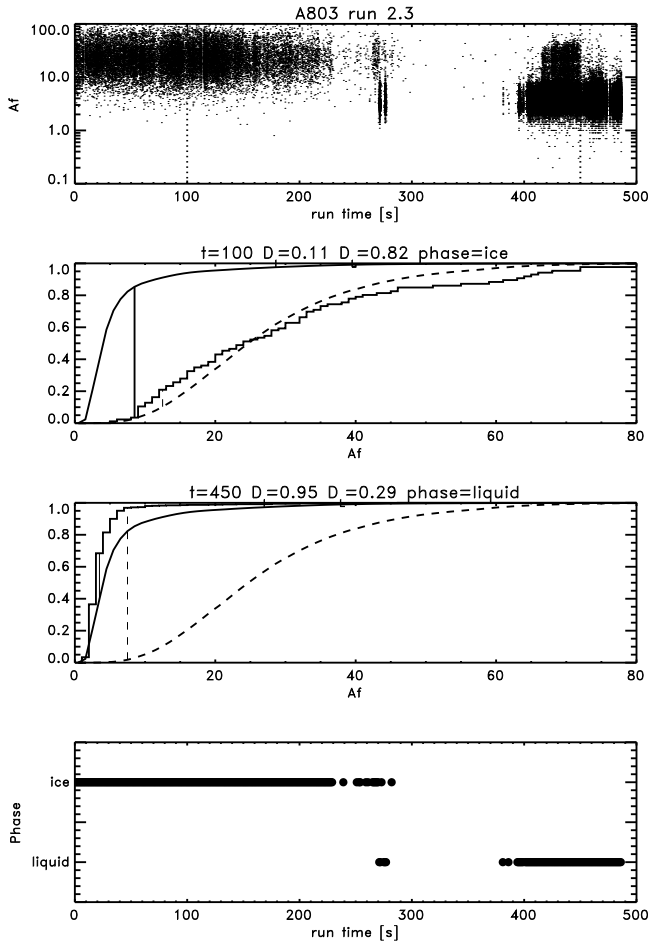 A803 run 2.3
100.0
10.0
1.0
0.1
Af
0 100 200 300 400 500
run time [s]
t=100 D=0.11 D=0.82 phase=ice
1.0
0.8
0.6
0.4
0.2
0.0
0 20 40 60 80
Af
t=450 D=0.95 D=0.29 phase=liquid
1.0
0.8
0.6
0.4
0.2
0.0
0 20 40 60 80
Af
ice
liquid
Phase
0 100 200 300 400 500
run time [s]